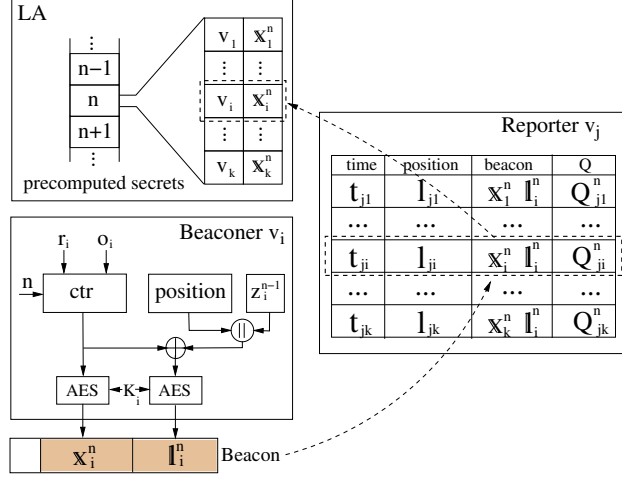 LA
⋮ ⋮
n−1
n
n+1
⋮ ⋮
precomputed secrets
v_1 𝕩_1^n
⋮ ⋮
v_i 𝕩_i^n
⋮ ⋮
v_k 𝕩_k^n
Reporter v_j
time position beacon Q
t_j1 l_j1 𝕩_1^n 𝕝_i^n Q_j1^n
... ... ... ...
t_ji l_ji 𝕩_i^n 𝕝_i^n Q_ji^n
... ... ... ...
t_jk l_jk 𝕩_k^n 𝕝_i^n Q_jk^n
Beaconer v_i
r_i o_i
n
ctr
position
z_i^n−1
||
AES K_i AES
𝕩_i^n 𝕝_i^n Beacon